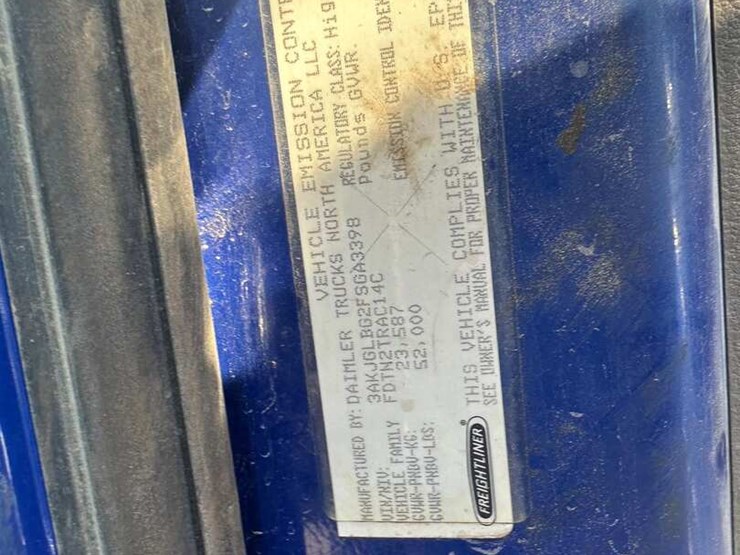 VEHICLE EMISSION CONT
MANUFACTURED BY: DAIMLER TRUCKS NORTH AMERICA LLC
VIN/NIV: 3AKJGLBG2FSGA3398 REGULATORY CLASS: Hig
VEHICLE FAMILY FDTN2TRAC14C Pounds GVWR.
GVWR-PNBV-KG: 23,587
GVWR-PNBV-LBS: 52,000 EMISSION CONTROL IDEN
THIS VEHICLE COMPLIES WITH U.S. EP
SEE OWNER'S MANUAL FOR PROPER MAINTENANCE OF THI
FREIGHTLINER®